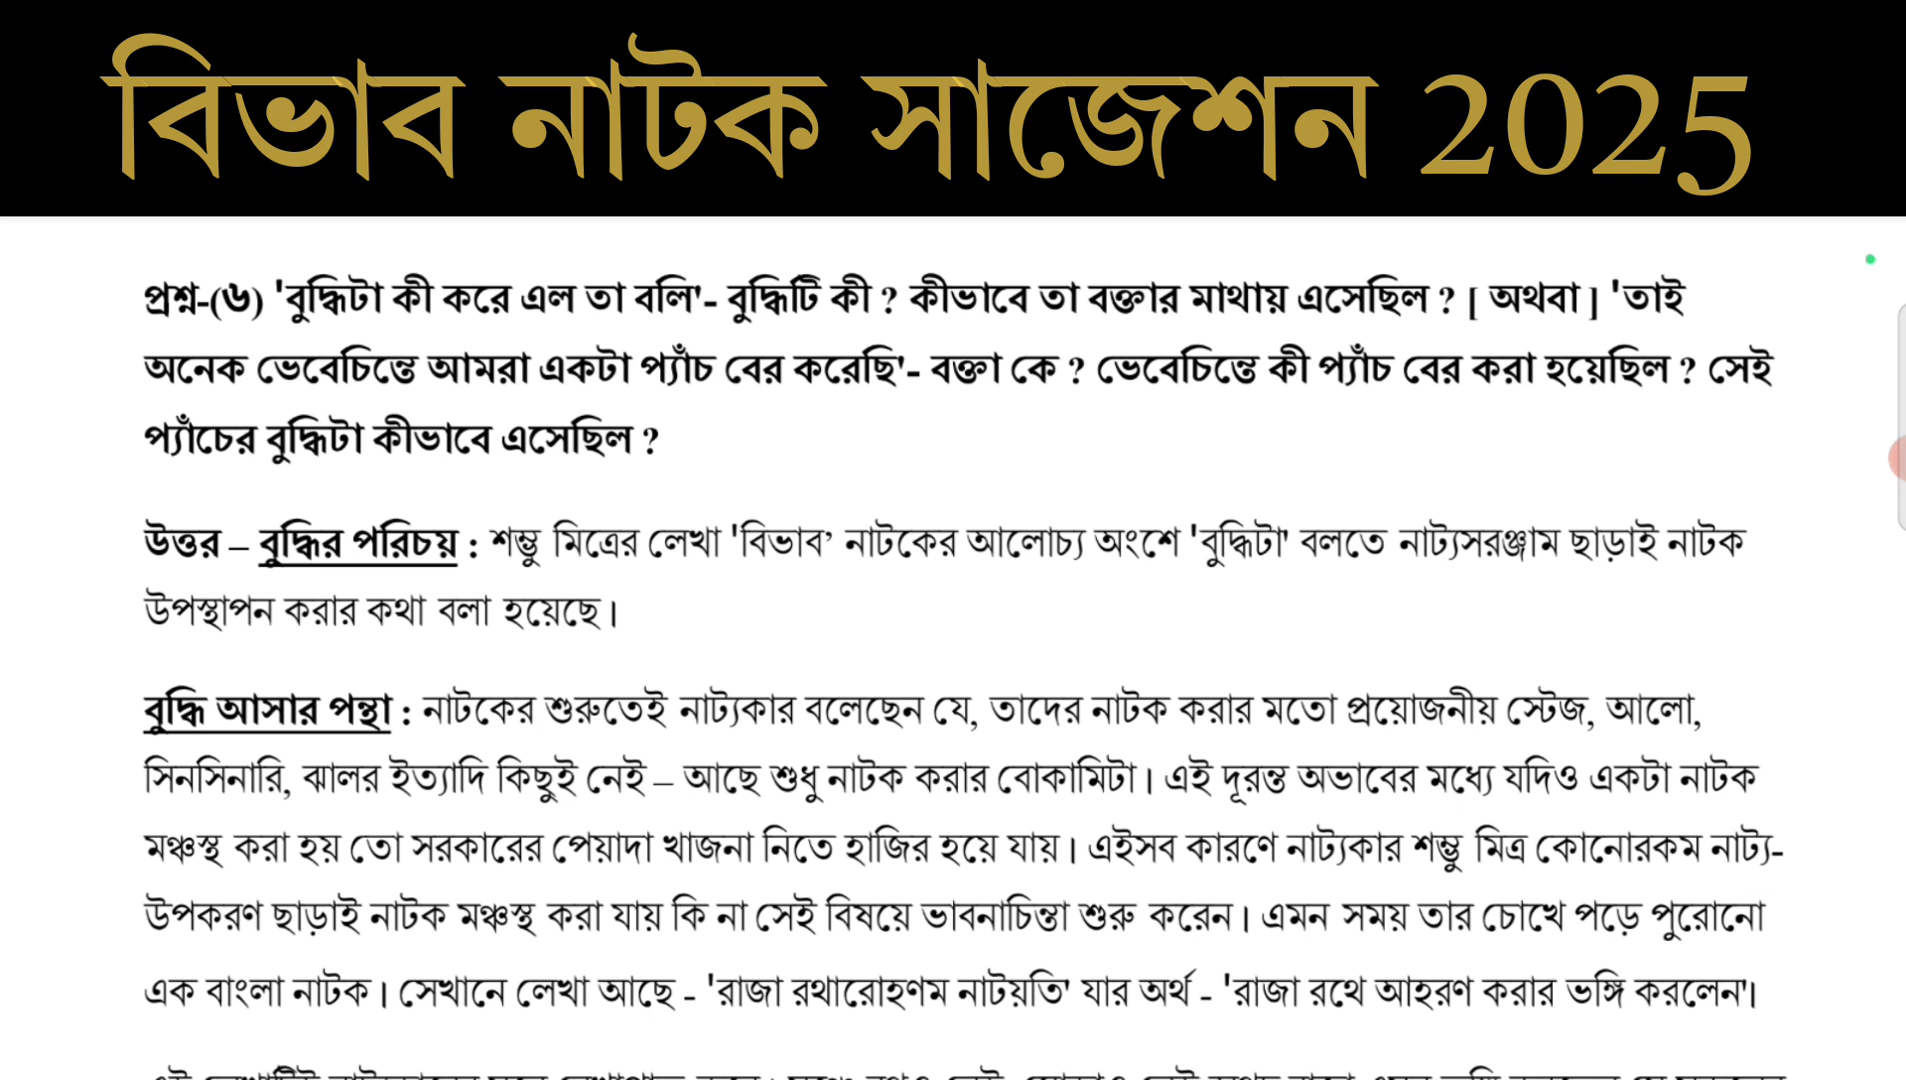 বিভাব নাটক সাজেশন 2025
প্রশ্ন-(৬) 'বুদ্ধিটা কী করে এল তা বলি'- বুদ্ধিটি কী ? কীভাবে তা বক্তার মাথায় এসেছিল ? [ অথবা ] 'তাই
অনেক ভেবেচিন্তে আমরা একটা প্যাঁচ বের করেছি'- বক্তা কে ? ভেবেচিন্তে কী প্যাঁচ বের করা হয়েছিল ? সেই
প্যাঁচের বুদ্ধিটা কীভাবে এসেছিল ?
উত্তর – বুদ্ধির পরিচয় : শম্ভু মিত্রের লেখা 'বিভাব’ নাটকের আলোচ্য অংশে 'বুদ্ধিটা' বলতে নাট্যসরঞ্জাম ছাড়াই নাটক
উপস্থাপন করার কথা বলা হয়েছে।
বুদ্ধি আসার পন্থা : নাটকের শুরুতেই নাট্যকার বলেছেন যে, তাদের নাটক করার মতো প্রয়োজনীয় স্টেজ, আলো,
সিনসিনারি, ঝালর ইত্যাদি কিছুই নেই – আছে শুধু নাটক করার বোকামিটা। এই দূরন্ত অভাবের মধ্যে যদিও একটা নাটক
মঞ্চস্থ করা হয় তো সরকারের পেয়াদা খাজনা নিতে হাজির হয়ে যায়। এইসব কারণে নাট্যকার শম্ভু মিত্র কোনোরকম নাট্য-
উপকরণ ছাড়াই নাটক মঞ্চস্থ করা যায় কি না সেই বিষয়ে ভাবনাচিন্তা শুরু করেন। এমন সময় তার চোখে পড়ে পুরোনো
এক বাংলা নাটক। সেখানে লেখা আছে - 'রাজা রথারোহণম নাটয়তি' যার অর্থ - 'রাজা রথে আহরণ করার ভঙ্গি করলেন'।